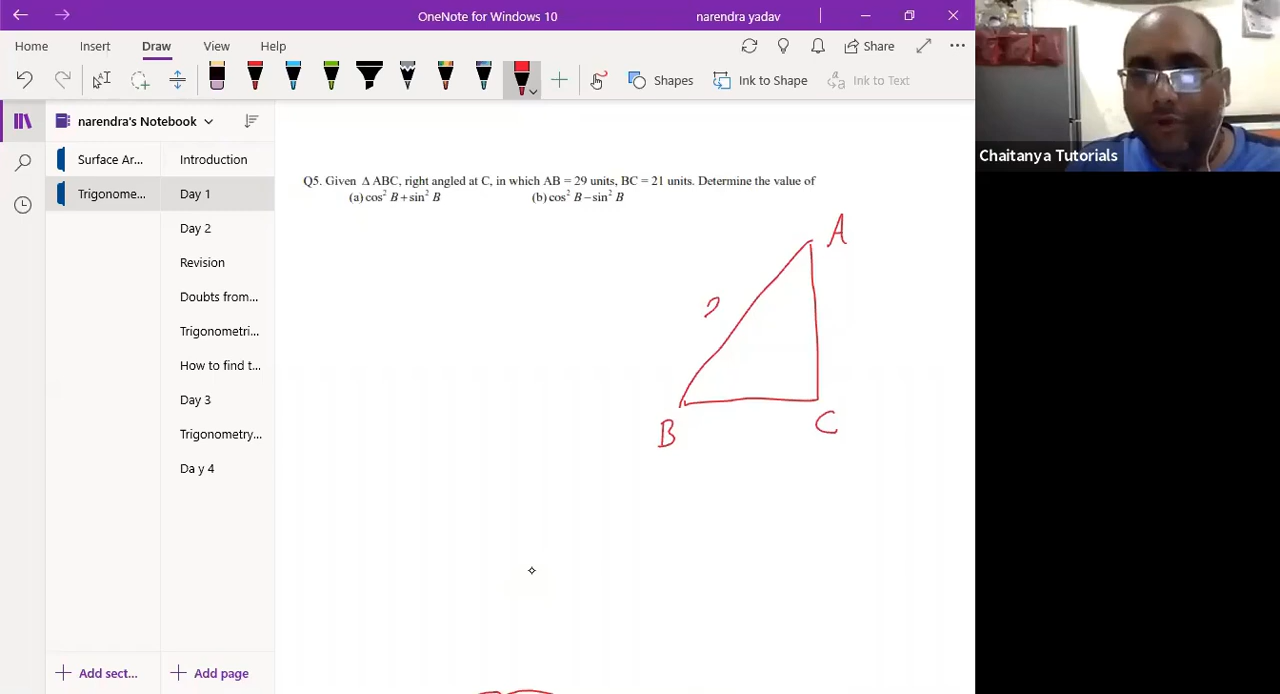 OneNote for Windows 10
narendra yadav
Home Insert Draw View Help
Share
Shapes Ink to Shape Ink to Text
narendra's Notebook
Surface Ar...
Trigonome...
Introduction
Day 1
Day 2
Revision
Doubts from...
Trigonometri...
How to find t...
Day 3
Trigonometry...
Da y 4
Add sect...
Add page
Q5. Given Δ ABC, right angled at C, in which AB = 29 units, BC = 21 units. Determine the value of
(a) cos² B + sin² B (b) cos² B − sin² B
A
2
B
C
Chaitanya Tutorials